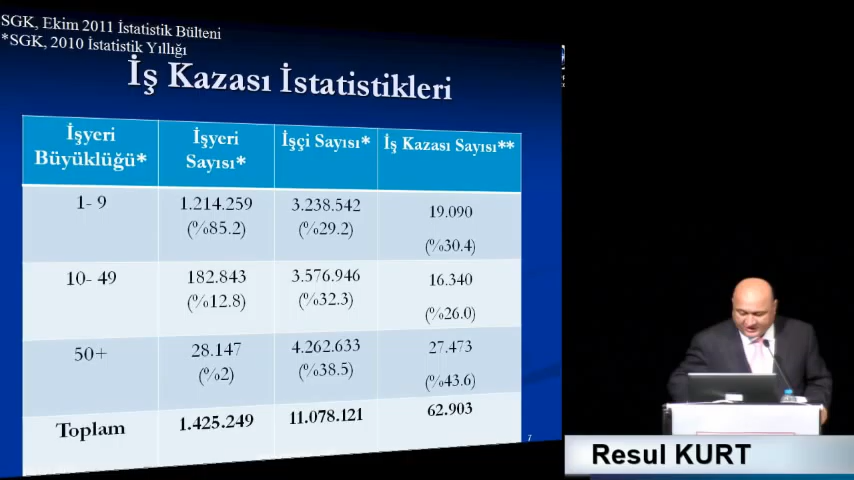 SGK, Ekim 2011 İstatistik Bülteni
*SGK, 2010 İstatistik Yıllığı
İş Kazası İstatistikleri
İşyeri Büyüklüğü*
İşyeri Sayısı*
İşçi Sayısı*
İş Kazası Sayısı**
1- 9
1.214.259
(%85.2)
3.238.542
(%29.2)
19.090
(%30.4)
10- 49
182.843
(%12.8)
3.576.946
(%32.3)
16.340
(%26.0)
50+
28.147
(%2)
4.262.633
(%38.5)
27.473
(%43.6)
Toplam
1.425.249
11.078.121
62.903
7
Resul KURT